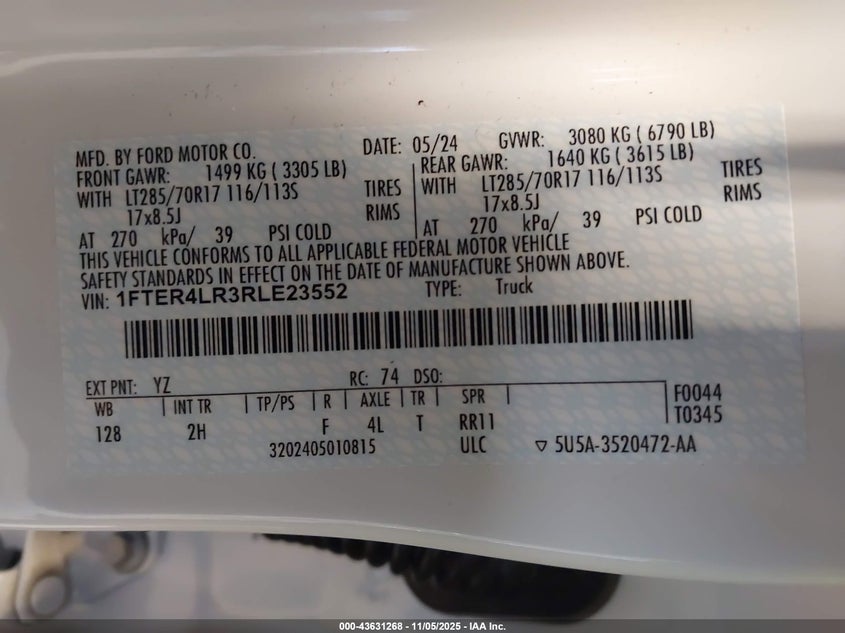 MFD. BY FORD MOTOR CO. DATE: 05/24 GVWR: 3080 KG ( 6790 LB)
FRONT GAWR: 1499 KG ( 3305 LB) REAR GAWR: 1640 KG ( 3615 LB)
WITH LT285/70R17 116/113S TIRES WITH LT285/70R17 116/113S TIRES
17x8.5J RIMS 17x8.5J RIMS
AT 270 kPa/ 39 PSI COLD AT 270 kPa/ 39 PSI COLD
THIS VEHICLE CONFORMS TO ALL APPLICABLE FEDERAL MOTOR VEHICLE
SAFETY STANDARDS IN EFFECT ON THE DATE OF MANUFACTURE SHOWN ABOVE.
VIN: 1FTER4LR3RLE23552 TYPE: Truck
EXT PNT: YZ RC: 74 DSO:
WB INT TR TP/PS R AXLE TR SPR F0044
128 2H F 4L T RR11 T0345
3202405010815 ULC ▽ 5U5A-3520472-AA
000-43631268 - 11/05/2025 - IAA Inc.